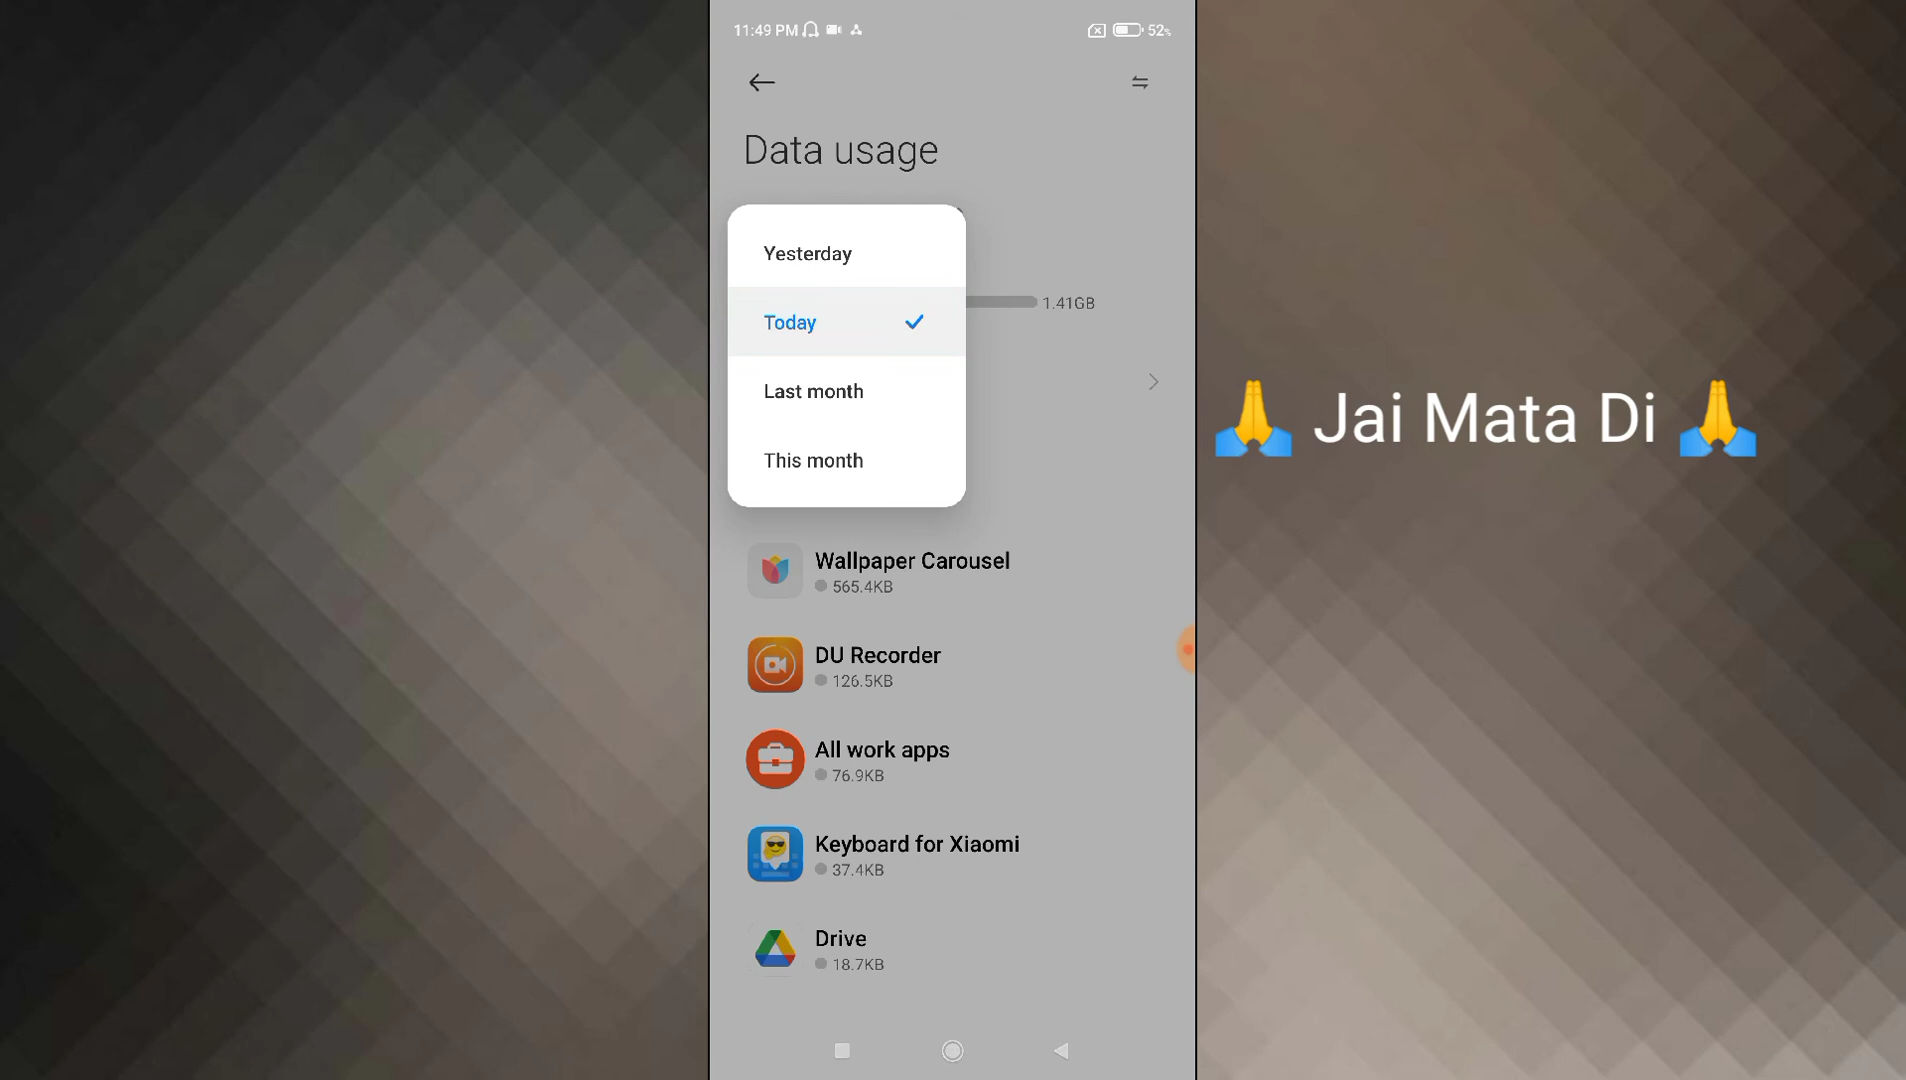 11:49 PM 52%
Data usage
Yesterday
1.41GB
Today
Last month
This month
🙏 Jai Mata Di 🙏
Wallpaper Carousel
565.4KB
DU Recorder
126.5KB
All work apps
76.9KB
Keyboard for Xiaomi
37.4KB
Drive
18.7KB